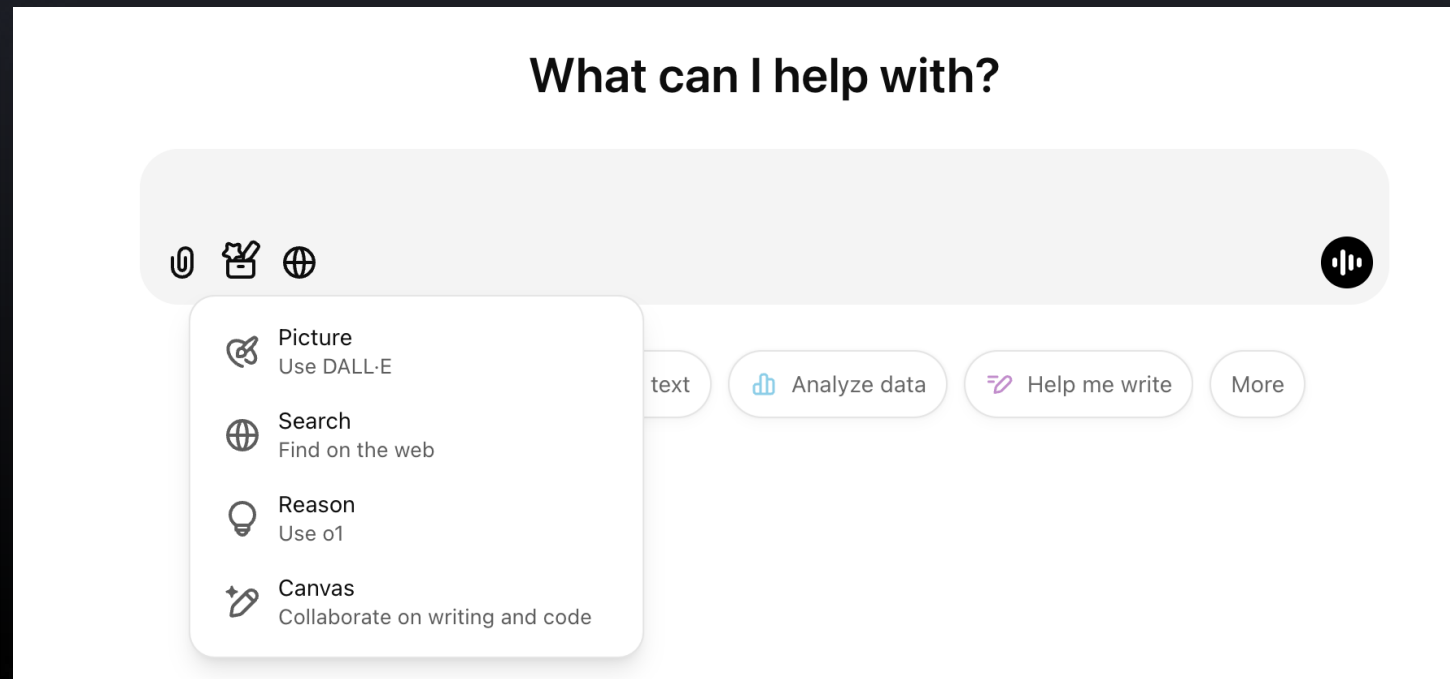 What can I help with?
Picture
Use DALL·E
Search
Find on the web
Reason
Use o1
Canvas
Collaborate on writing and code
text
Analyze data
Help me write
More